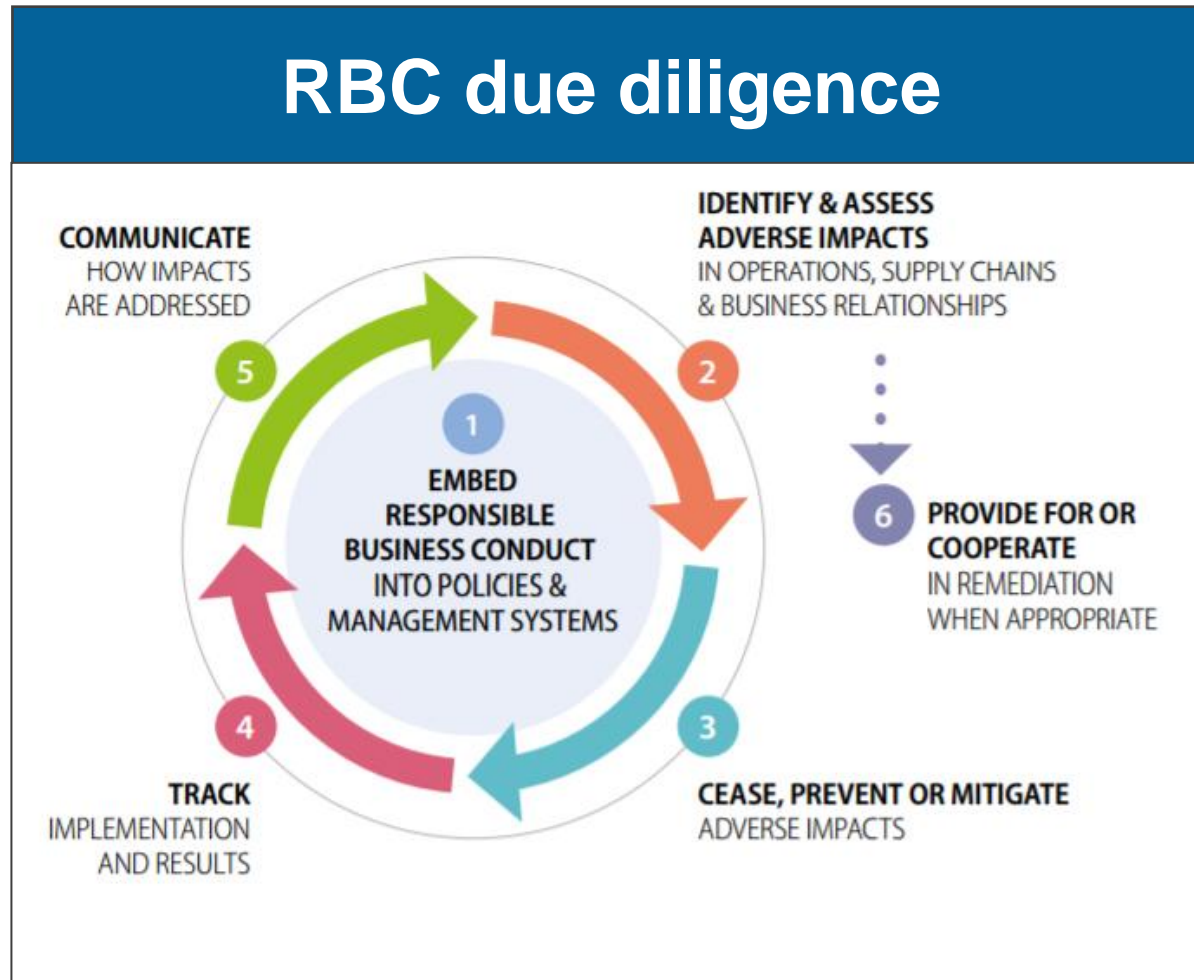 RBC due diligence
1
EMBED
RESPONSIBLE
BUSINESS CONDUCT
INTO POLICIES &
MANAGEMENT SYSTEMS
2
IDENTIFY & ASSESS
ADVERSE IMPACTS
IN OPERATIONS, SUPPLY CHAINS
& BUSINESS RELATIONSHIPS
3
CEASE, PREVENT OR MITIGATE
ADVERSE IMPACTS
4
TRACK
IMPLEMENTATION
AND RESULTS
5
COMMUNICATE
HOW IMPACTS
ARE ADDRESSED
6
PROVIDE FOR OR
COOPERATE
IN REMEDIATION
WHEN APPROPRIATE